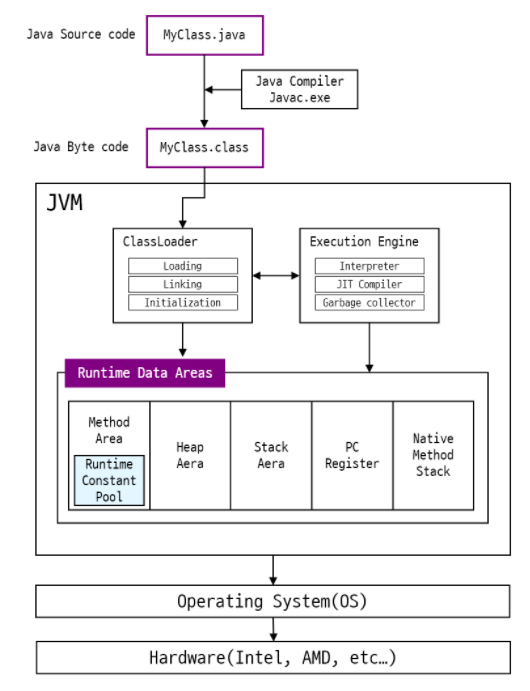 Java Source code
MyClass.java
Java Compiler
Javac.exe
Java Byte code
MyClass.class
JVM
ClassLoader
Loading
Linking
Initialization
Execution Engine
Interpreter
JIT Compiler
Garbage collector
Runtime Data Areas
Method
Area
Runtime
Constant
Pool
Heap
Aera
Stack
Aera
PC
Register
Native
Method
Stack
Operating System(OS)
Hardware(Intel, AMD, etc…)